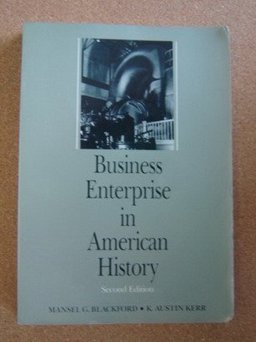 Business
Enterprise
in
American
History
Second Edition
MANSEL G. BLACKFORD • K. AUSTIN KERR